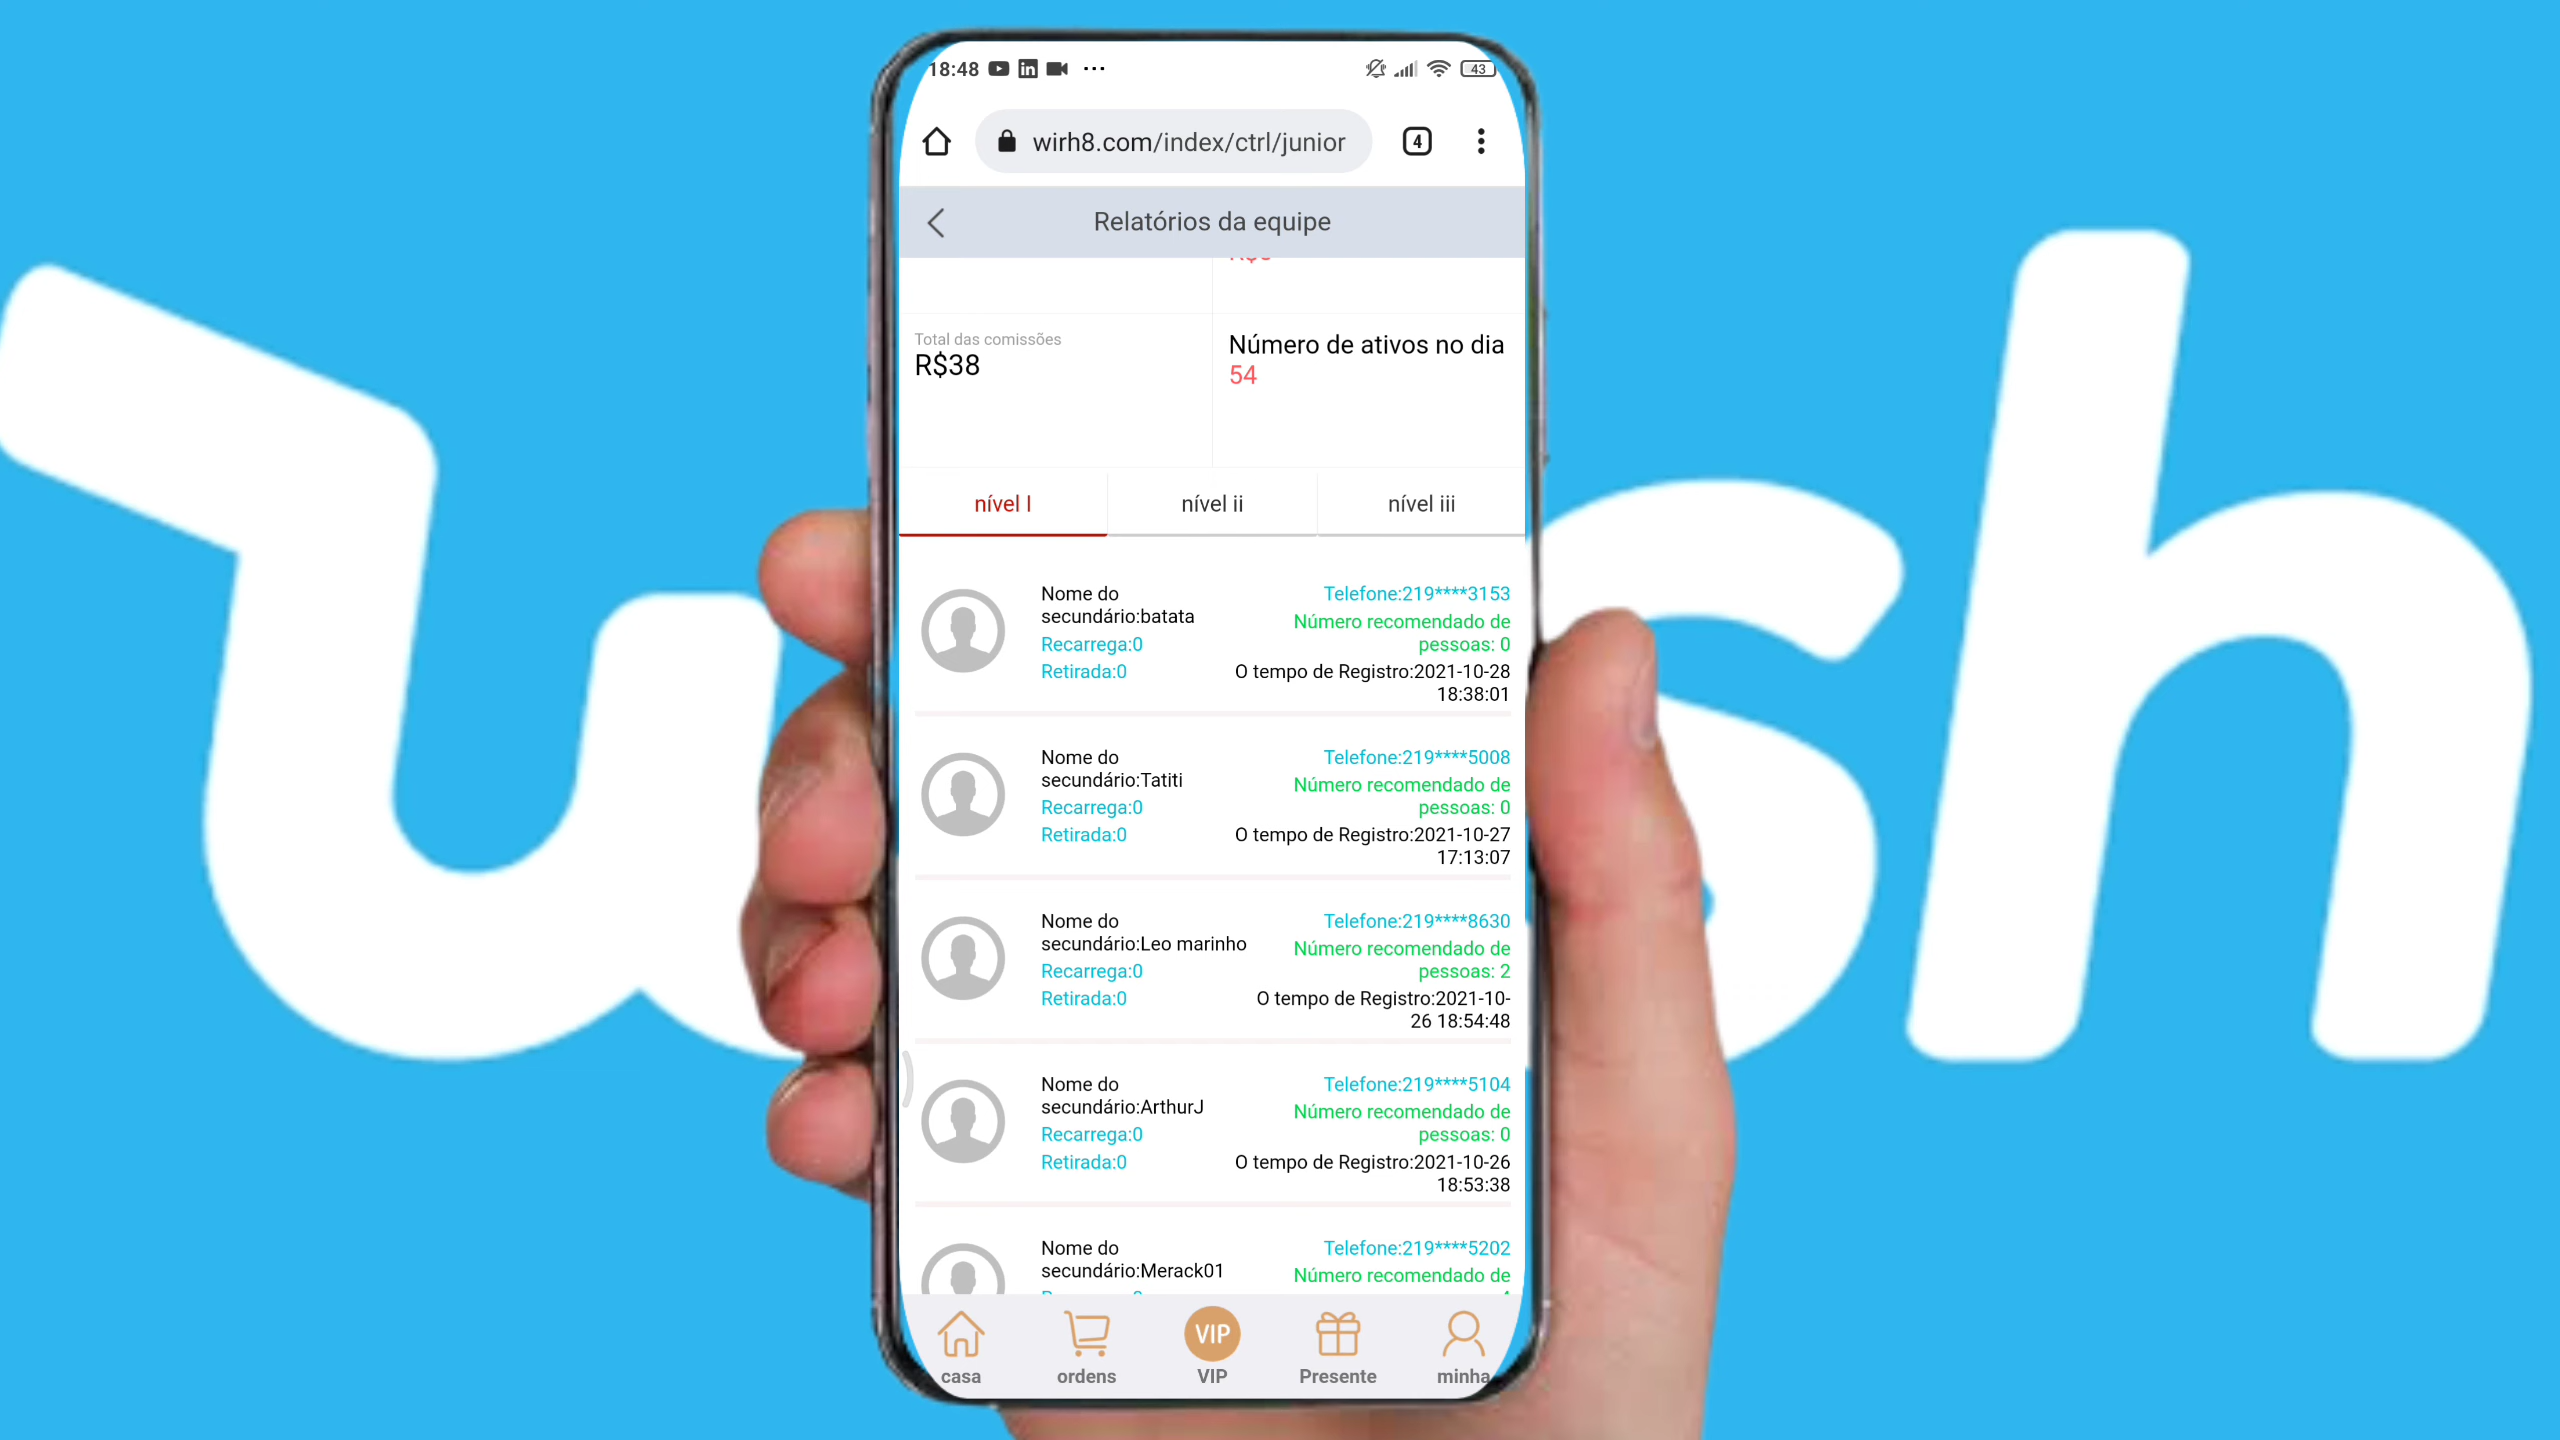 wish
18:48
43
wirh8.com/index/ctrl/junior
4
Relatórios da equipe
Total das comissões
R$38
Número de ativos no dia
54
nível I
nível ii
nível iii
Nome do
secundário:batata
Recarrega:0
Retirada:0
Telefone:219****3153
Número recomendado de
pessoas: 0
O tempo de Registro:2021-10-28
18:38:01
Nome do
secundário:Tatiti
Recarrega:0
Retirada:0
Telefone:219****5008
Número recomendado de
pessoas: 0
O tempo de Registro:2021-10-27
17:13:07
Nome do
secundário:Leo marinho
Recarrega:0
Retirada:0
Telefone:219****8630
Número recomendado de
pessoas: 2
O tempo de Registro:2021-10-
26 18:54:48
Nome do
secundário:ArthurJ
Recarrega:0
Retirada:0
Telefone:219****5104
Número recomendado de
pessoas: 0
O tempo de Registro:2021-10-26
18:53:38
Nome do
secundário:Merack01
Telefone:219****5202
Número recomendado de
casa
ordens
VIP
VIP
Presente
minha